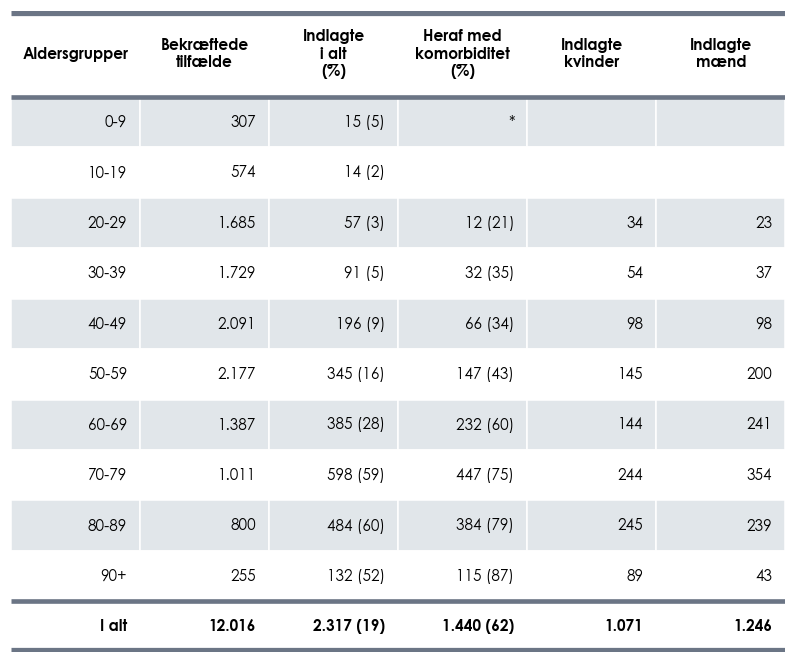 Aldersgrupper Bekræftede tilfælde Indlagte i alt (%) Heraf med komorbiditet (%) Indlagte kvinder Indlagte mænd
0-9 307 15 (5) *
10-19 574 14 (2)
20-29 1.685 57 (3) 12 (21) 34 23
30-39 1.729 91 (5) 32 (35) 54 37
40-49 2.091 196 (9) 66 (34) 98 98
50-59 2.177 345 (16) 147 (43) 145 200
60-69 1.387 385 (28) 232 (60) 144 241
70-79 1.011 598 (59) 447 (75) 244 354
80-89 800 484 (60) 384 (79) 245 239
90+ 255 132 (52) 115 (87) 89 43
I alt 12.016 2.317 (19) 1.440 (62) 1.071 1.246